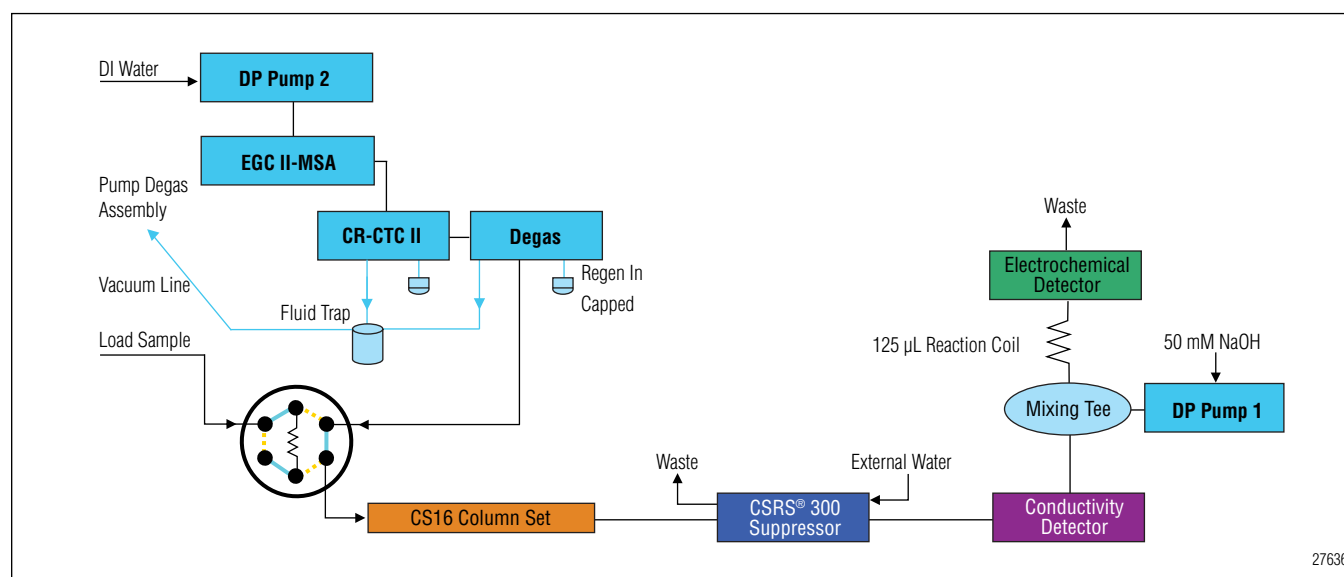 DI Water
DP Pump 2
EGC II-MSA
Pump Degas
Assembly
CR-CTC II
Degas
Vacuum Line
Fluid Trap
Regen In
Capped
Load Sample
CS16 Column Set
Waste
External Water
CSRS® 300
Suppressor
Conductivity
Detector
Mixing Tee
50 mM NaOH
DP Pump 1
125 µL Reaction Coil
Electrochemical
Detector
Waste
27636